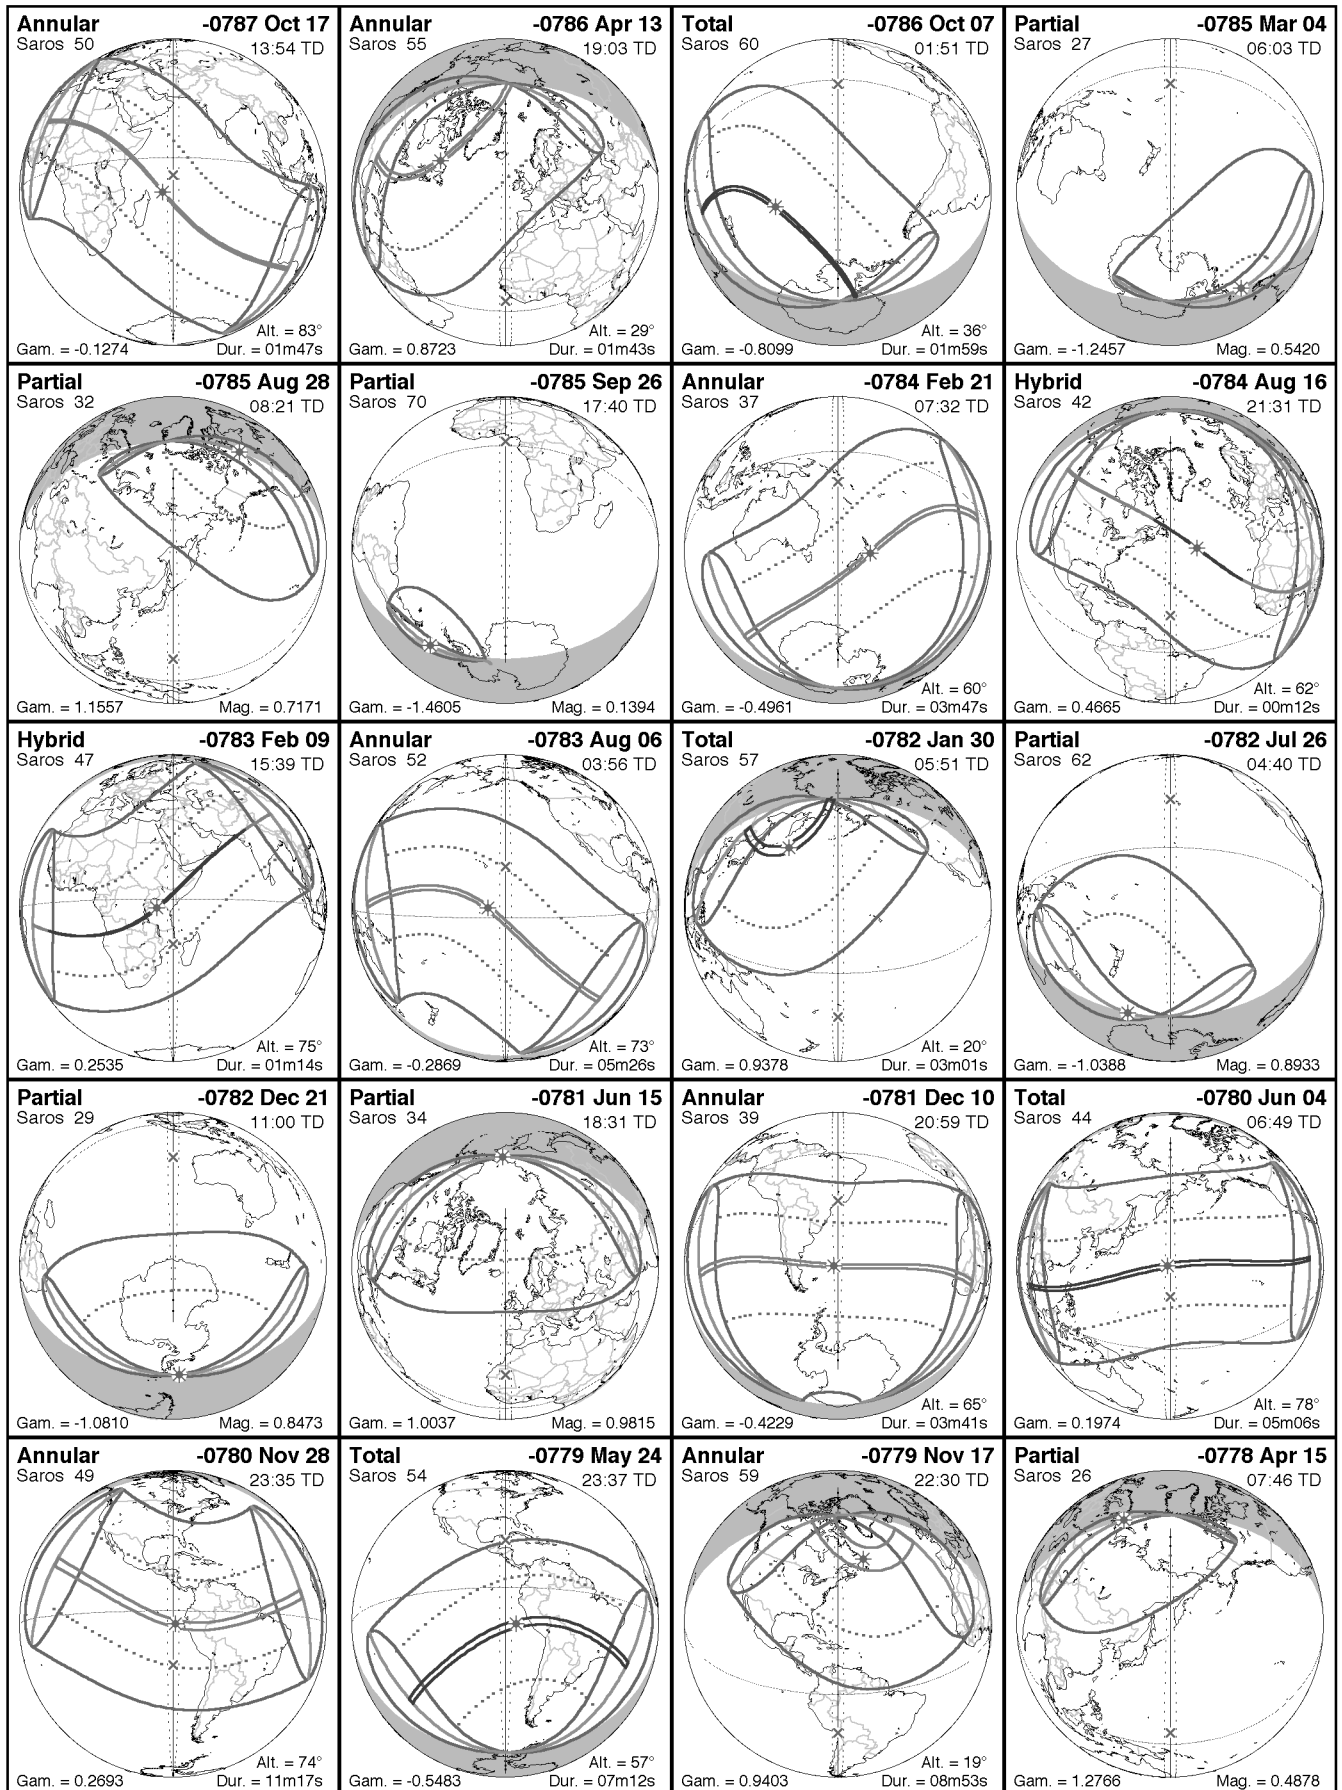 Annular -0787 Oct 17
Saros 50 13:54 TD
Alt. = 83°
Gam. = -0.1274 Dur. = 01m47s
Annular -0786 Apr 13
Saros 55 19:03 TD
Alt. = 29°
Gam. = 0.8723 Dur. = 01m43s
Total -0786 Oct 07
Saros 60 01:51 TD
Alt. = 36°
Gam. = -0.8099 Dur. = 01m59s
Partial -0785 Mar 04
Saros 27 06:03 TD
Gam. = -1.2457 Mag. = 0.5420
Partial -0785 Aug 28
Saros 32 08:21 TD
Gam. = 1.1557 Mag. = 0.7171
Partial -0785 Sep 26
Saros 70 17:40 TD
Gam. = -1.4605 Mag. = 0.1394
Annular -0784 Feb 21
Saros 37 07:32 TD
Alt. = 60°
Gam. = -0.4961 Dur. = 03m47s
Hybrid -0784 Aug 16
Saros 42 21:31 TD
Alt. = 62°
Gam. = 0.4665 Dur. = 00m12s
Hybrid -0783 Feb 09
Saros 47 15:39 TD
Alt. = 75°
Gam. = 0.2535 Dur. = 01m14s
Annular -0783 Aug 06
Saros 52 03:56 TD
Alt. = 73°
Gam. = -0.2869 Dur. = 05m26s
Total -0782 Jan 30
Saros 57 05:51 TD
Alt. = 20°
Gam. = 0.9378 Dur. = 03m01s
Partial -0782 Jul 26
Saros 62 04:40 TD
Gam. = -1.0388 Mag. = 0.8933
Partial -0782 Dec 21
Saros 29 11:00 TD
Gam. = -1.0810 Mag. = 0.8473
Partial -0781 Jun 15
Saros 34 18:31 TD
Gam. = 1.0037 Mag. = 0.9815
Annular -0781 Dec 10
Saros 39 20:59 TD
Alt. = 65°
Gam. = -0.4229 Dur. = 03m41s
Total -0780 Jun 04
Saros 44 06:49 TD
Alt. = 78°
Gam. = 0.1974 Dur. = 05m06s
Annular -0780 Nov 28
Saros 49 23:35 TD
Alt. = 74°
Gam. = 0.2693 Dur. = 11m17s
Total -0779 May 24
Saros 54 23:37 TD
Alt. = 57°
Gam. = -0.5483 Dur. = 07m12s
Annular -0779 Nov 17
Saros 59 22:30 TD
Alt. = 19°
Gam. = 0.9403 Dur. = 08m53s
Partial -0778 Apr 15
Saros 26 07:46 TD
Gam. = 1.2766 Mag. = 0.4878